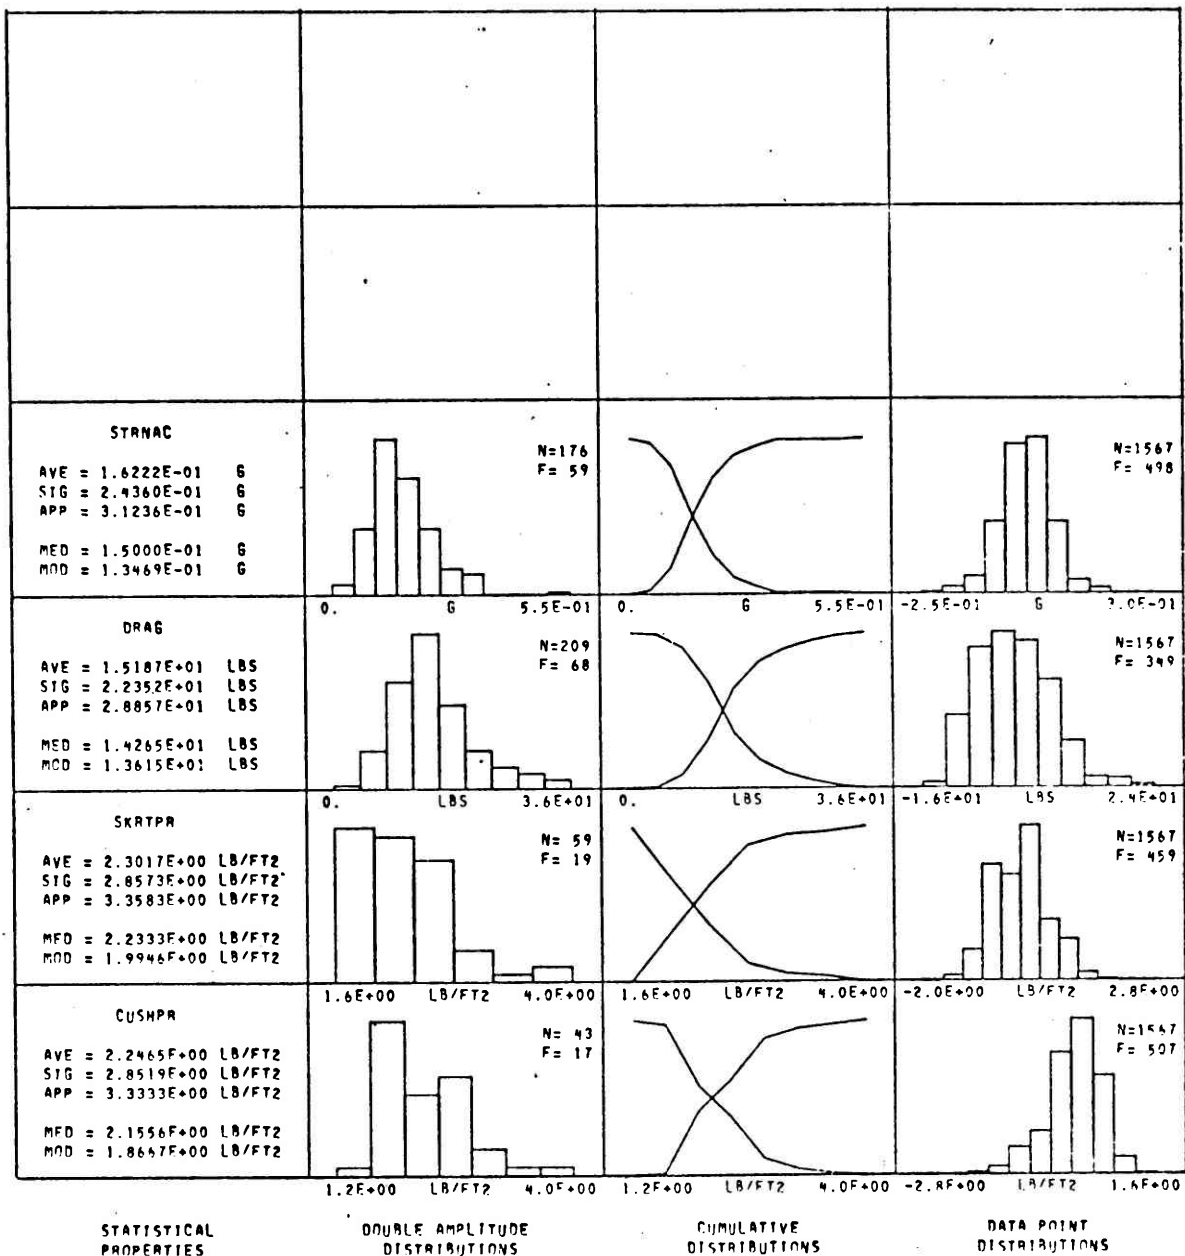 STRNAC
AVE = 1.6222E-01 G
SIG = 2.4360E-01 G
APP = 3.1236E-01 G
MED = 1.5000E-01 G
MOD = 1.3469E-01 G
N=176
F= 59
N=1567
F= 498
0. G 5.5E-01
0. G 5.5E-01
-2.5E-01 G 3.0E-01
DRAG
AVE = 1.5187E+01 LBS
SIG = 2.2352E+01 LBS
APP = 2.8857E+01 LBS
MED = 1.4265E+01 LBS
MOD = 1.3615E+01 LBS
N=209
F= 68
N=1567
F= 349
0. LBS 3.6E+01
0. LBS 3.6E+01
-1.6E+01 LBS 2.4E+01
SKRTPR
AVE = 2.3017E+00 LB/FT2
SIG = 2.8573E+00 LB/FT2
APP = 3.3583E+00 LB/FT2
MED = 2.2333E+00 LB/FT2
MOD = 1.9946E+00 LB/FT2
N= 59
F= 19
N=1567
F= 459
1.6E+00 LB/FT2 4.0E+00
1.6E+00 LB/FT2 4.0E+00
-2.0E+00 LB/FT2 2.8E+00
CUSHPR
AVE = 2.2465E+00 LB/FT2
SIG = 2.8519E+00 LB/FT2
APP = 3.3333E+00 LB/FT2
MED = 2.1556E+00 LB/FT2
MOD = 1.8667E+00 LB/FT2
N= 43
F= 17
N=1567
F= 507
1.2E+00 LB/FT2 4.0E+00
1.2E+00 LB/FT2 4.0E+00
-2.8E+00 LB/FT2 1.6E+00
STATISTICAL
PROPERTIES
DOUBLE AMPLITUDE
DISTRIBUTIONS
CUMULATIVE
DISTRIBUTIONS
DATA POINT
DISTRIBUTIONS